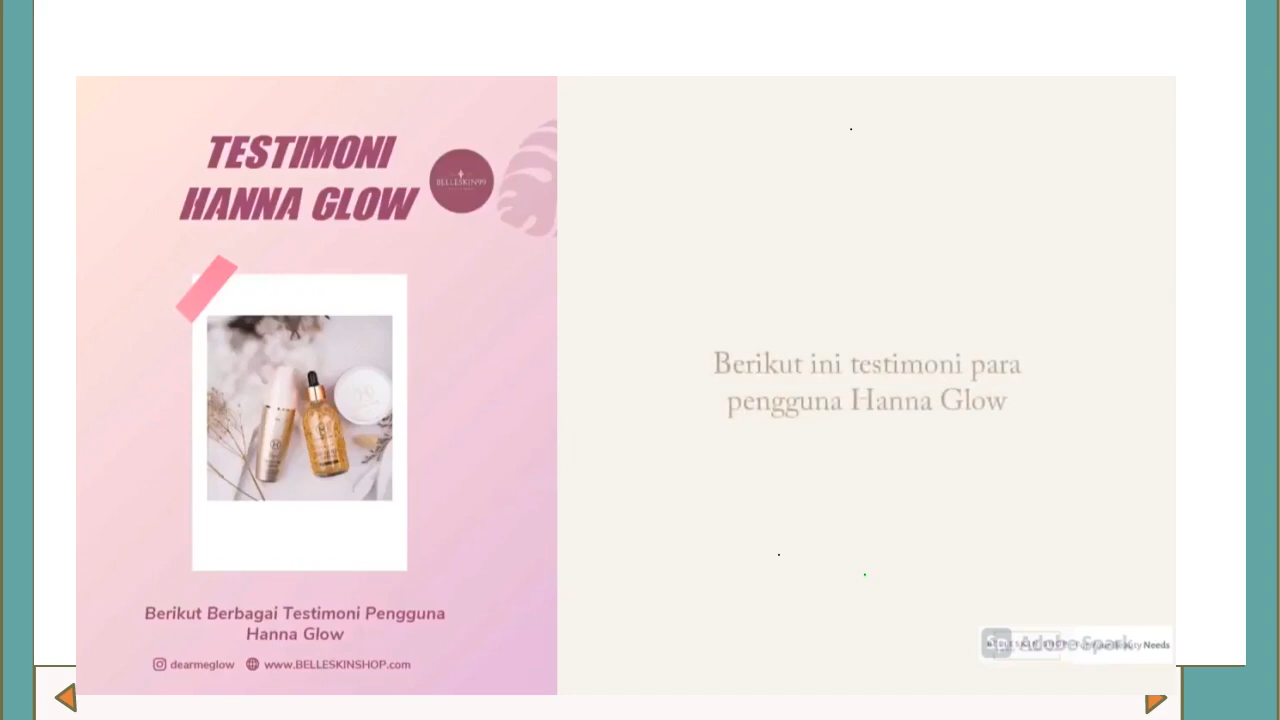 TESTIMONI
HANNA GLOW
BELLESKIN99
Berikut Berbagai Testimoni Pengguna
Hanna Glow
dearmeglow www.BELLESKINSHOP.com
Berikut ini testimoni para
pengguna Hanna Glow
Adobe Spark
Needs